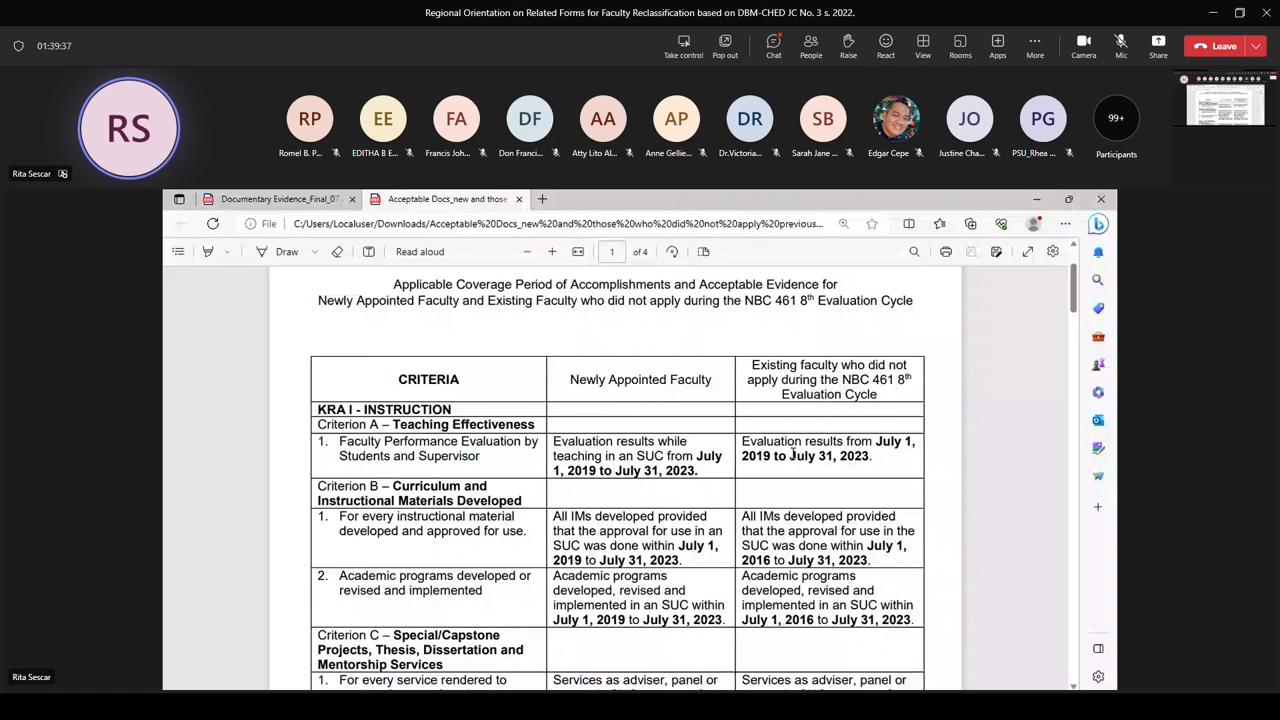 Regional Orientation on Related Forms for Faculty Reclassification based on DBM-CHED JC No. 3 s. 2022.
01:39:37
Take control
Pop out
Chat
People
Raise
React
View
Rooms
Apps
More
Camera
Mic
Share
Leave
RS
RP
EE
FA
DF
AA
AP
DR
SB
JO
PG
99+
Romel B. P...
EDITHA B E...
Francis Joh...
Don Franci...
Atty Lito Al...
Anne Gellie...
Dr.Victoria...
Sarah Jane ...
Edgar Cepe
Justine Cha...
PSU_Rhea ...
Participants
Rita Sescar
Documentary Evidence_Final_07
Acceptable Docs_new and those
File
C:/Users/Localuser/Downloads/Acceptable%20Docs_new%20and%20those%20who%20did%20not%20apply%20previous...
Draw
Read aloud
1
of 4
Applicable Coverage Period of Accomplishments and Acceptable Evidence for
Newly Appointed Faculty and Existing Faculty who did not apply during the NBC 461 8th Evaluation Cycle
CRITERIA
Newly Appointed Faculty
Existing faculty who did not
apply during the NBC 461 8th
Evaluation Cycle
KRA I - INSTRUCTION
Criterion A – Teaching Effectiveness
1. Faculty Performance Evaluation by
Students and Supervisor
Evaluation results while
teaching in an SUC from July
1, 2019 to July 31, 2023.
Evaluation results from July 1,
2019 to July 31, 2023.
Criterion B – Curriculum and
Instructional Materials Developed
1. For every instructional material
developed and approved for use.
All IMs developed provided
that the approval for use in an
SUC was done within July 1,
2019 to July 31, 2023.
All IMs developed provided
that the approval for use in the
SUC was done within July 1,
2016 to July 31, 2023.
2. Academic programs developed or
revised and implemented
Academic programs
developed, revised and
implemented in an SUC within
July 1, 2019 to July 31, 2023.
Academic programs
developed, revised and
implemented in an SUC within
July 1, 2016 to July 31, 2023.
Criterion C – Special/Capstone
Projects, Thesis, Dissertation and
Mentorship Services
1. For every service rendered to
Services as adviser, panel or
Services as adviser, panel or
Rita Sescar